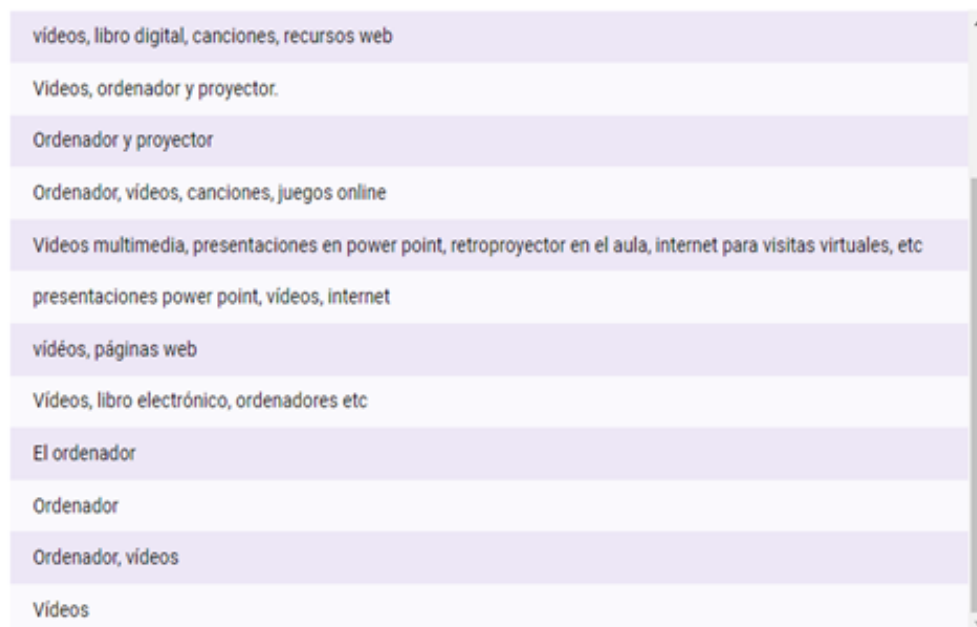 vídeos, libro digital, canciones, recursos web
Videos, ordenador y proyector.
Ordenador y proyector
Ordenador, vídeos, canciones, juegos online
Videos multimedia, presentaciones en power point, retroproyector en el aula, internet para visitas virtuales, etc
presentaciones power point, vídeos, internet
vídéos, páginas web
Vídeos, libro electrónico, ordenadores etc
El ordenador
Ordenador
Ordenador, vídeos
Vídeos